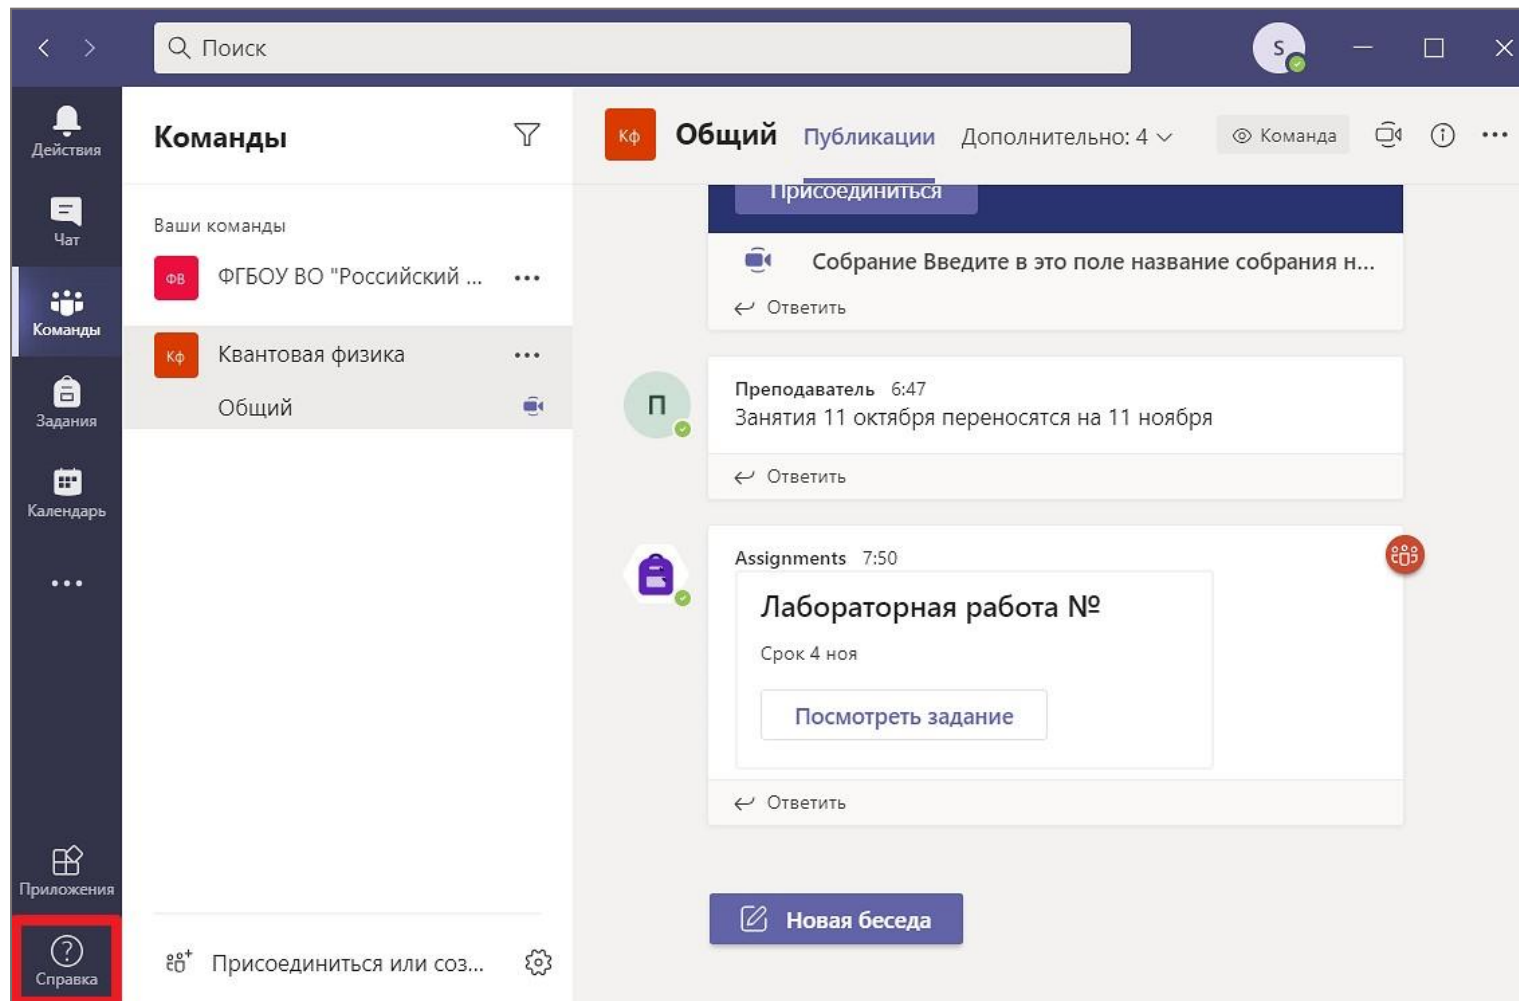 Поиск
S
Действия
Чат
Команды
Задания
Календарь
Приложения
Справка
Команды
Ваши команды
ФВ ФГБОУ ВО "Российский ...
Кф Квантовая физика
Общий
Присоединиться или соз...
Кф Общий Публикации Дополнительно: 4 Команда
Присоединиться
Собрание Введите в это поле название собрания н...
Ответить
П
Преподаватель 6:47
Занятия 11 октября переносятся на 11 ноября
Ответить
Assignments 7:50
Лабораторная работа №
Срок 4 ноя
Посмотреть задание
Ответить
Новая беседа